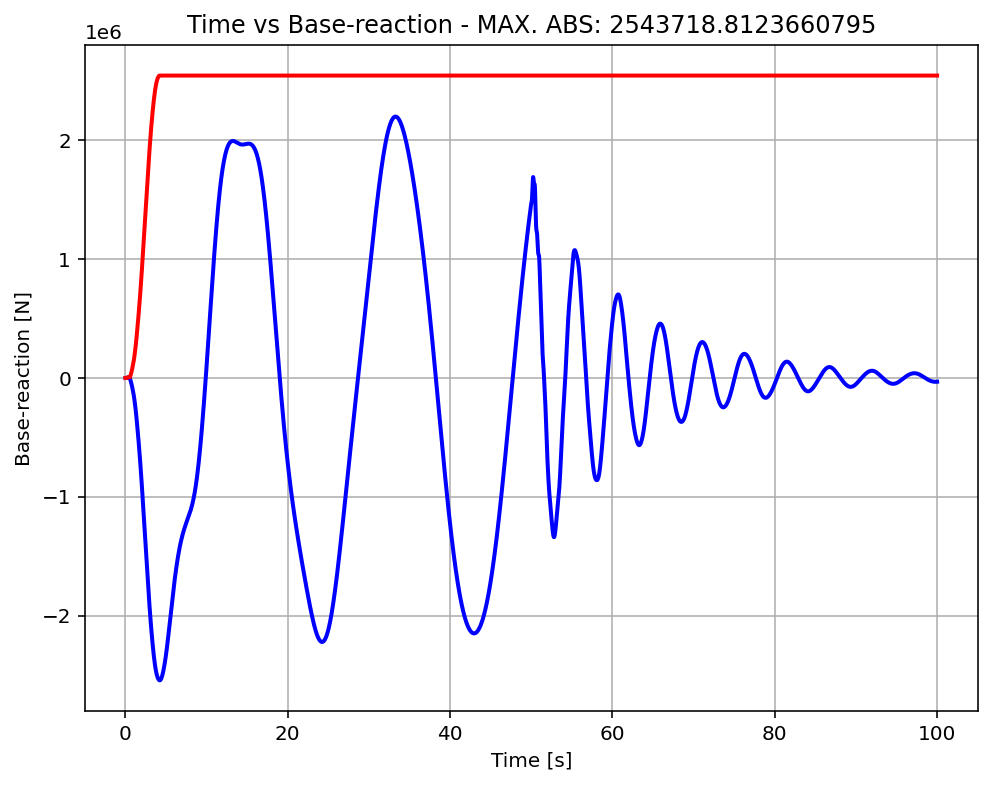 Time vs Base-reaction - MAX. ABS: 2543718.8123660795
1e6
2
1
0
−1
−2
Base-reaction [N]
0 20 40 60 80 100
Time [s]